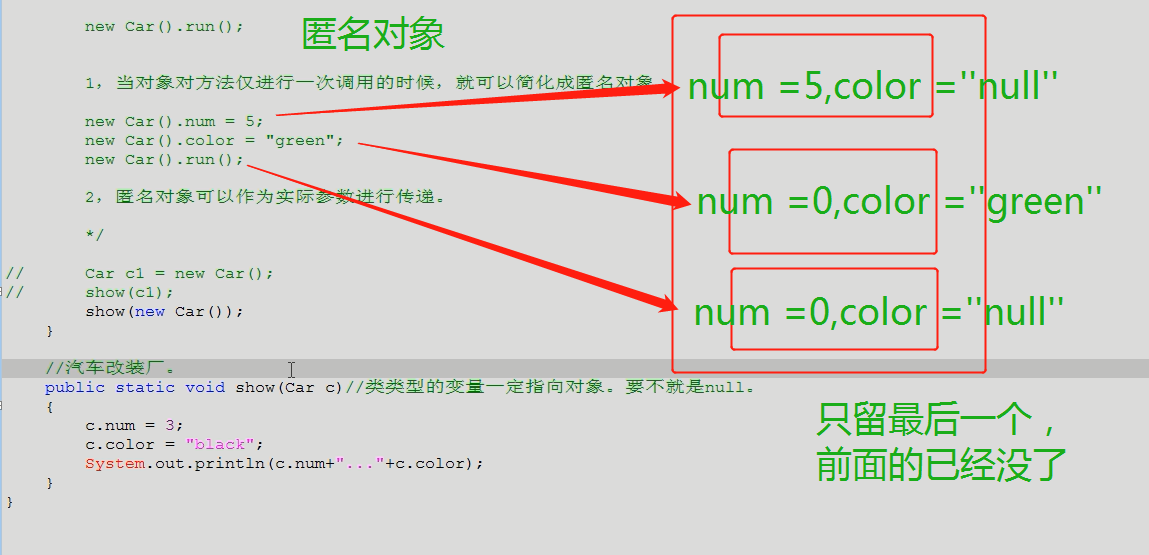 new Car().run();
匿名对象
1，当对象对方法仅进行一次调用的时候，就可以简化成匿名对象
new Car().num = 5;
new Car().color = "green";
new Car().run();
2，匿名对象可以作为实际参数进行传递。
*/
// Car c1 = new Car();
// show(c1);
show(new Car());
}
//汽车改装厂。
public static void show(Car c)//类类型的变量一定指向对象。要不就是null。
{
c.num = 3;
c.color = "black";
System.out.println(c.num+"..."+c.color);
}
}
num =5,color =''null''
num =0,color =''green''
num =0,color =''null''
只留最后一个，
前面的已经没了